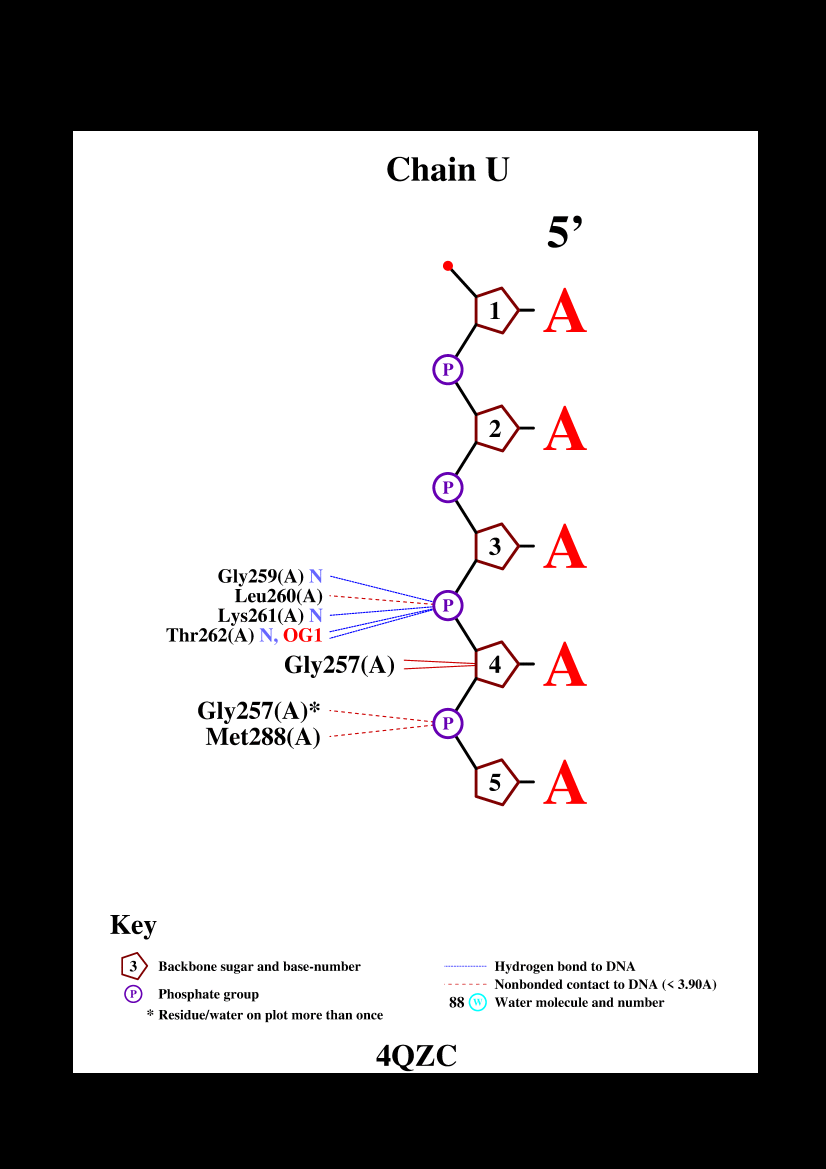 Chain U
5’
1 A
P
2 A
P
3 A
Gly259(A) N
Leu260(A)
P
Lys261(A) N
Thr262(A) N, OG1
Gly257(A)
4 A
Gly257(A)*
P
Met288(A)
5 A
Key
3 Backbone sugar and base-number
P Phosphate group
* Residue/water on plot more than once
Hydrogen bond to DNA
Nonbonded contact to DNA (< 3.90A)
88 W Water molecule and number
4QZC